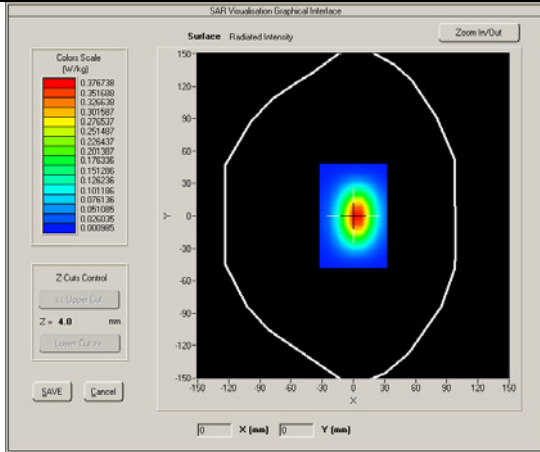 SAR Visualisation Graphical Interface
Surface Radiated Intensity
Zoom In/Out
Colors Scale
(W/kg)
0.376738
0.351688
0.326638
0.301587
0.276537
0.251487
0.226437
0.201387
0.176336
0.151286
0.126236
0.101186
0.076136
0.051085
0.026035
0.000985
150
120
90
60
30
0
-30
-60
-90
-120
-150
Y
-150 -120 -90 -60 -30 0 30 60 90 120 150
X
Z-Cuts Control
<< Upper Cut
Z = 4.0 mm
Lower Cut >>
SAVE Cancel
0 X (mm) 0 Y (mm)